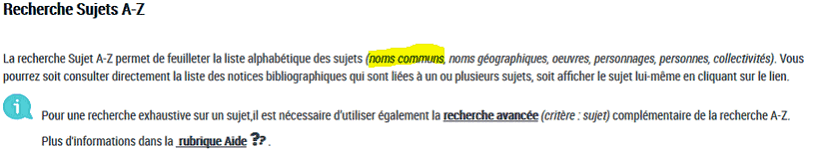 Recherche Sujets A-Z
La recherche Sujet A-Z permet de feuilleter la liste alphabétique des sujets (noms communs, noms géographiques, oeuvres, personnages, personnes, collectivités). Vous
pourrez soit consulter directement la liste des notices bibliographiques qui sont liées à un ou plusieurs sujets, soit afficher le sujet lui-même en cliquant sur le lien.
Pour une recherche exhaustive sur un sujet,il est nécessaire d'utiliser également la recherche avancée (critère : sujet) complémentaire de la recherche A-Z.
Plus d'informations dans la rubrique Aide ?? .